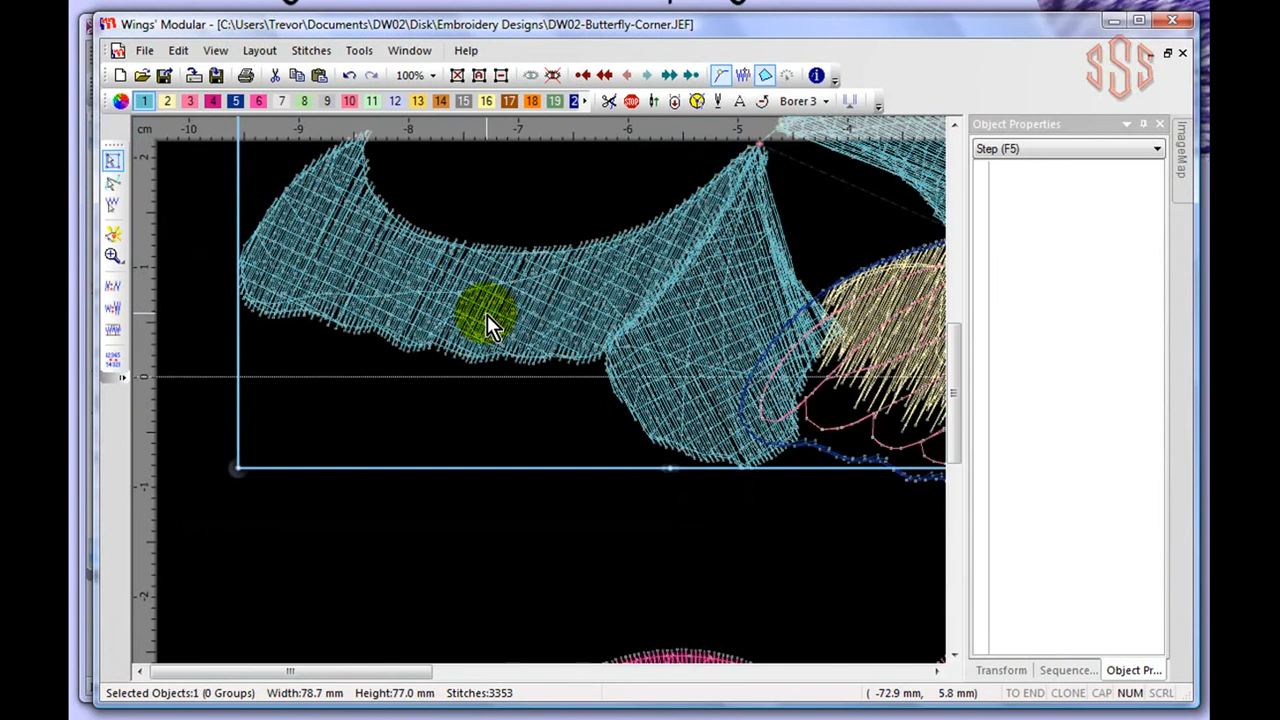 Wings' Modular - [C:\Users\Trevor\Documents\DW02\Disk\Embroidery Designs\DW02-Butterfly-Corner.JEF]
File Edit View Layout Stitches Tools Window Help
SSS
100%
1 2 3 4 5 6 7 8 9 10 11 12 13 14 15 16 17 18 19 2 STOP A Borer 3
cm -10 -9 -8 -7 -6 -5 -4
Object Properties
Step (F5)
ImageMap
2
1
0
-1
-2
Transform Sequence... Object Pr...
Selected Objects:1 (0 Groups) Width:78.7 mm Height:77.0 mm Stitches:3353 ( -72.9 mm, 5.8 mm) TO END CLONE CAP NUM SCRL